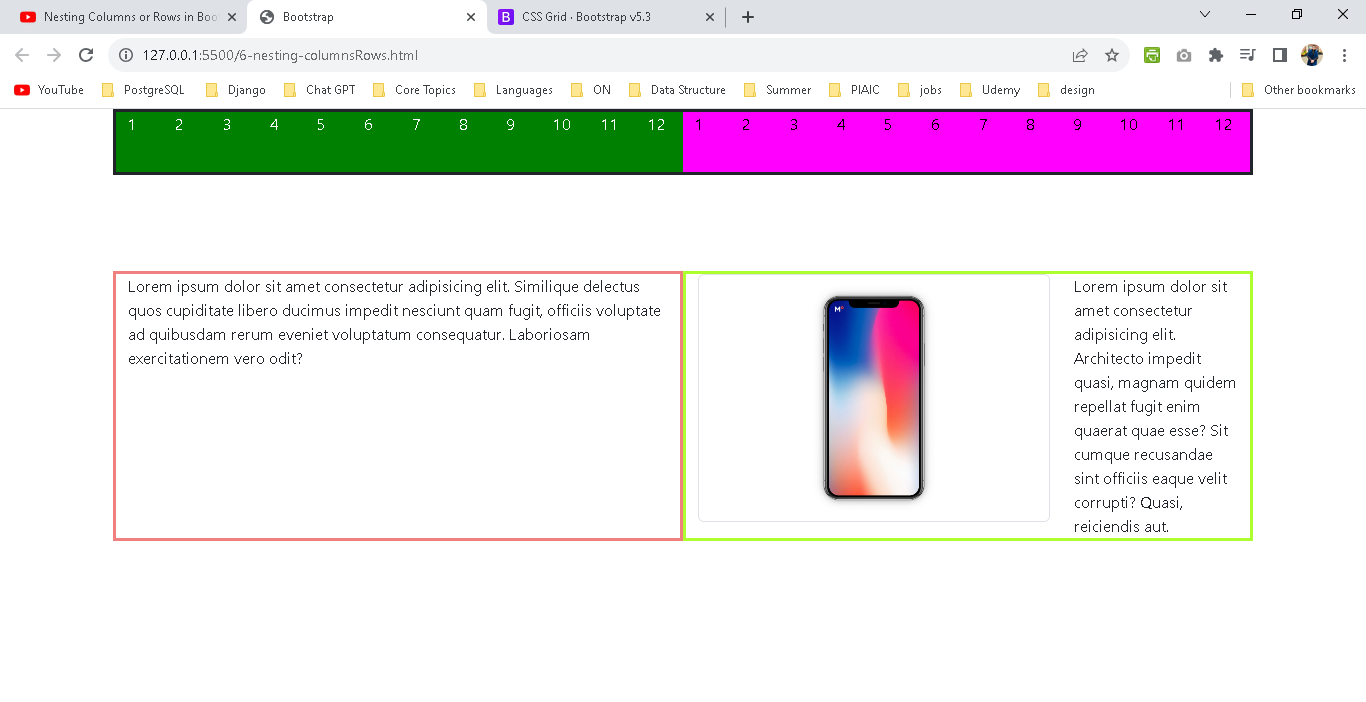 Nesting Columns or Rows in Boo
Bootstrap
CSS Grid · Bootstrap v5.3
127.0.0.1:5500/6-nesting-columnsRows.html
YouTube PostgreSQL Django Chat GPT Core Topics Languages ON Data Structure Summer PIAIC jobs Udemy design Other bookmarks
1 2 3 4 5 6 7 8 9 10 11 12 1 2 3 4 5 6 7 8 9 10 11 12
Lorem ipsum dolor sit amet consectetur adipisicing elit. Similique delectus
quos cupiditate libero ducimus impedit nesciunt quam fugit, officiis voluptate
ad quibusdam rerum eveniet voluptatum consequatur. Laboriosam
exercitationem vero odit?
Lorem ipsum dolor sit
amet consectetur
adipisicing elit.
Architecto impedit
quasi, magnam quidem
repellat fugit enim
quaerat quae esse? Sit
cumque recusandae
sint officiis eaque velit
corrupti? Quasi,
reiciendis aut.